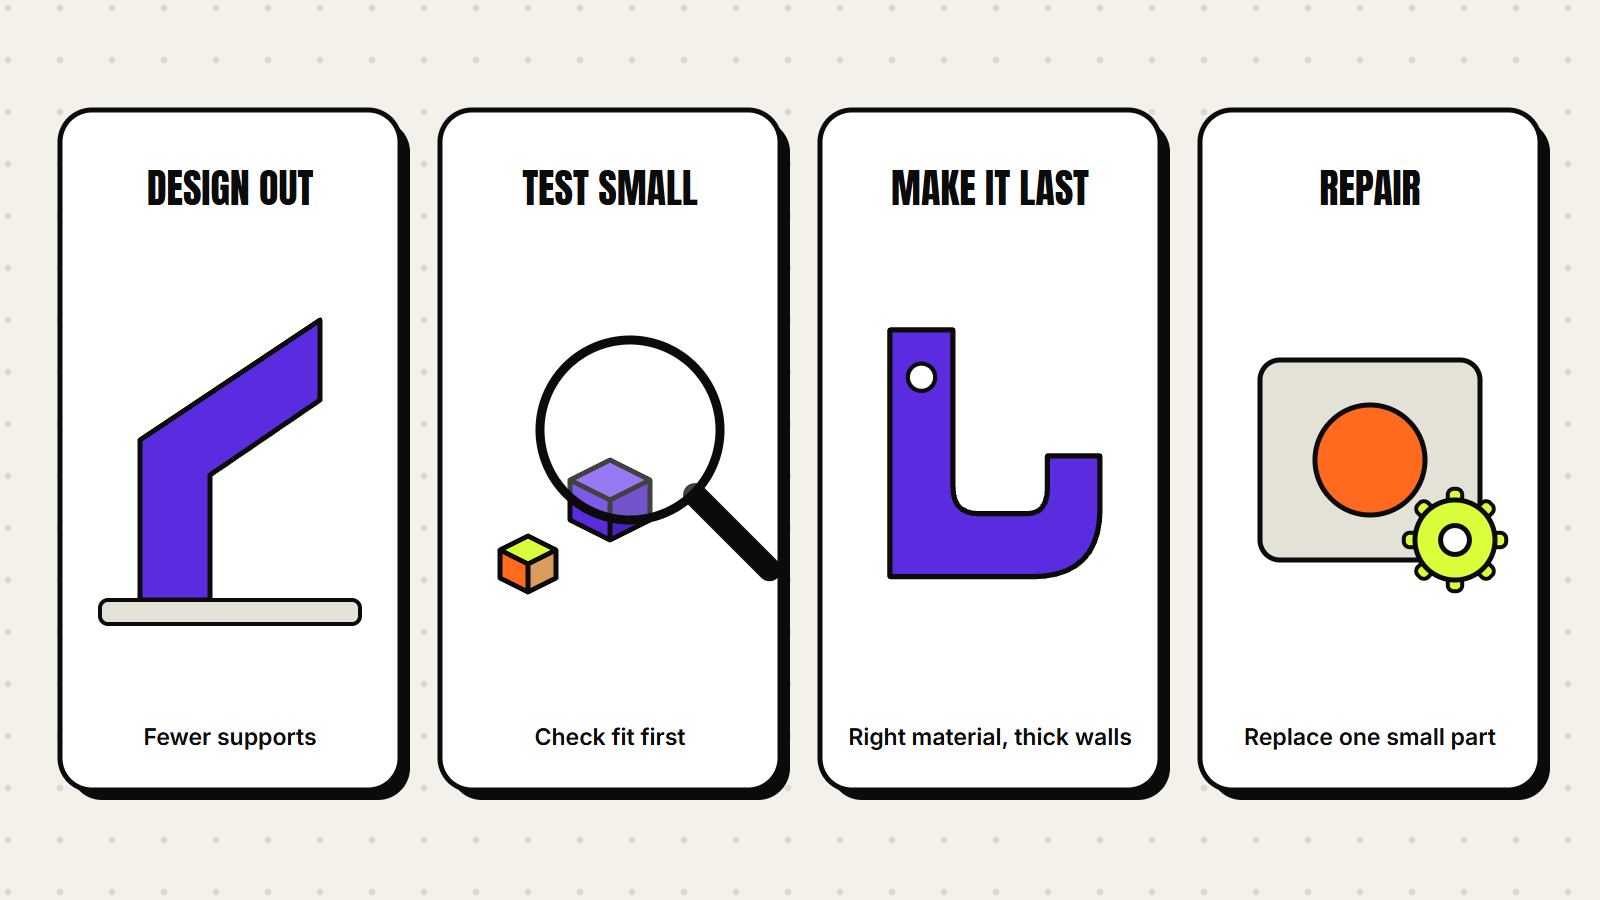 DESIGN OUT
Fewer supports
TEST SMALL
Check fit first
MAKE IT LAST
Right material, thick walls
REPAIR
Replace one small part